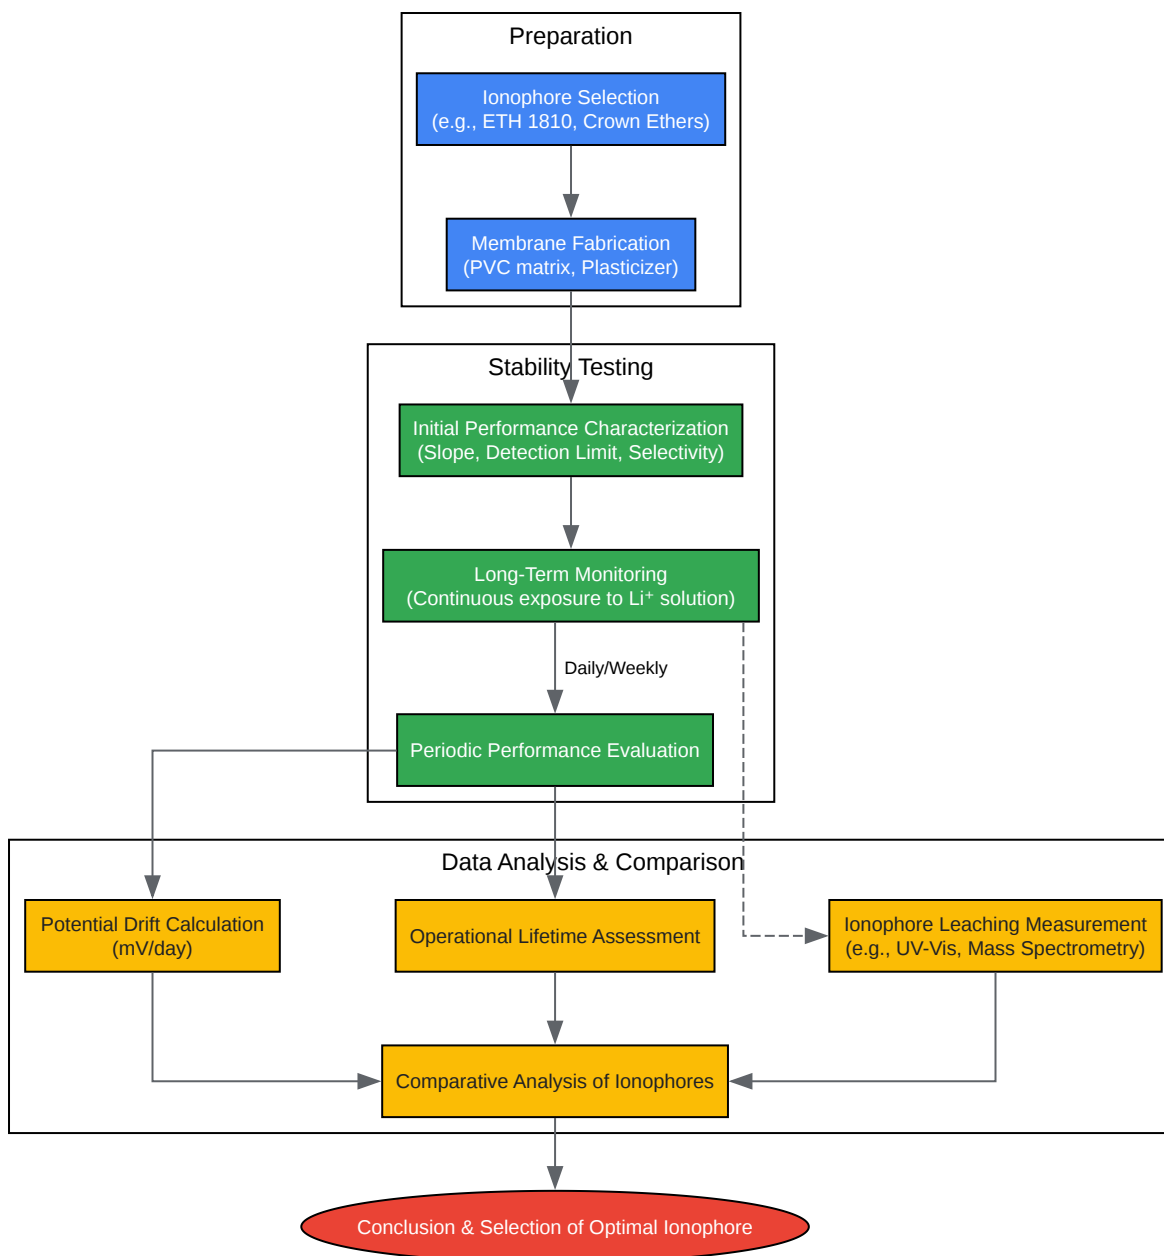 Preparation
Ionophore Selection
(e.g., ETH 1810, Crown Ethers)
Membrane Fabrication
(PVC matrix, Plasticizer)
Stability Testing
Initial Performance Characterization
(Slope, Detection Limit, Selectivity)
Long-Term Monitoring
(Continuous exposure to Li⁺ solution)
Daily/Weekly
Periodic Performance Evaluation
Data Analysis & Comparison
Potential Drift Calculation
(mV/day)
Operational Lifetime Assessment
Ionophore Leaching Measurement
(e.g., UV-Vis, Mass Spectrometry)
Comparative Analysis of Ionophores
Conclusion & Selection of Optimal Ionophore